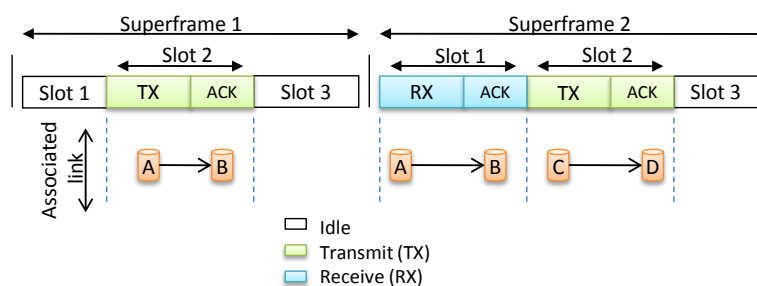 Superframe 1 Superframe 2
Slot 2 Slot 1 Slot 2
Slot 1 TX ACK Slot 3 RX ACK TX ACK Slot 3
Associated
link
A B A B C D
Idle
Transmit (TX)
Receive (RX)